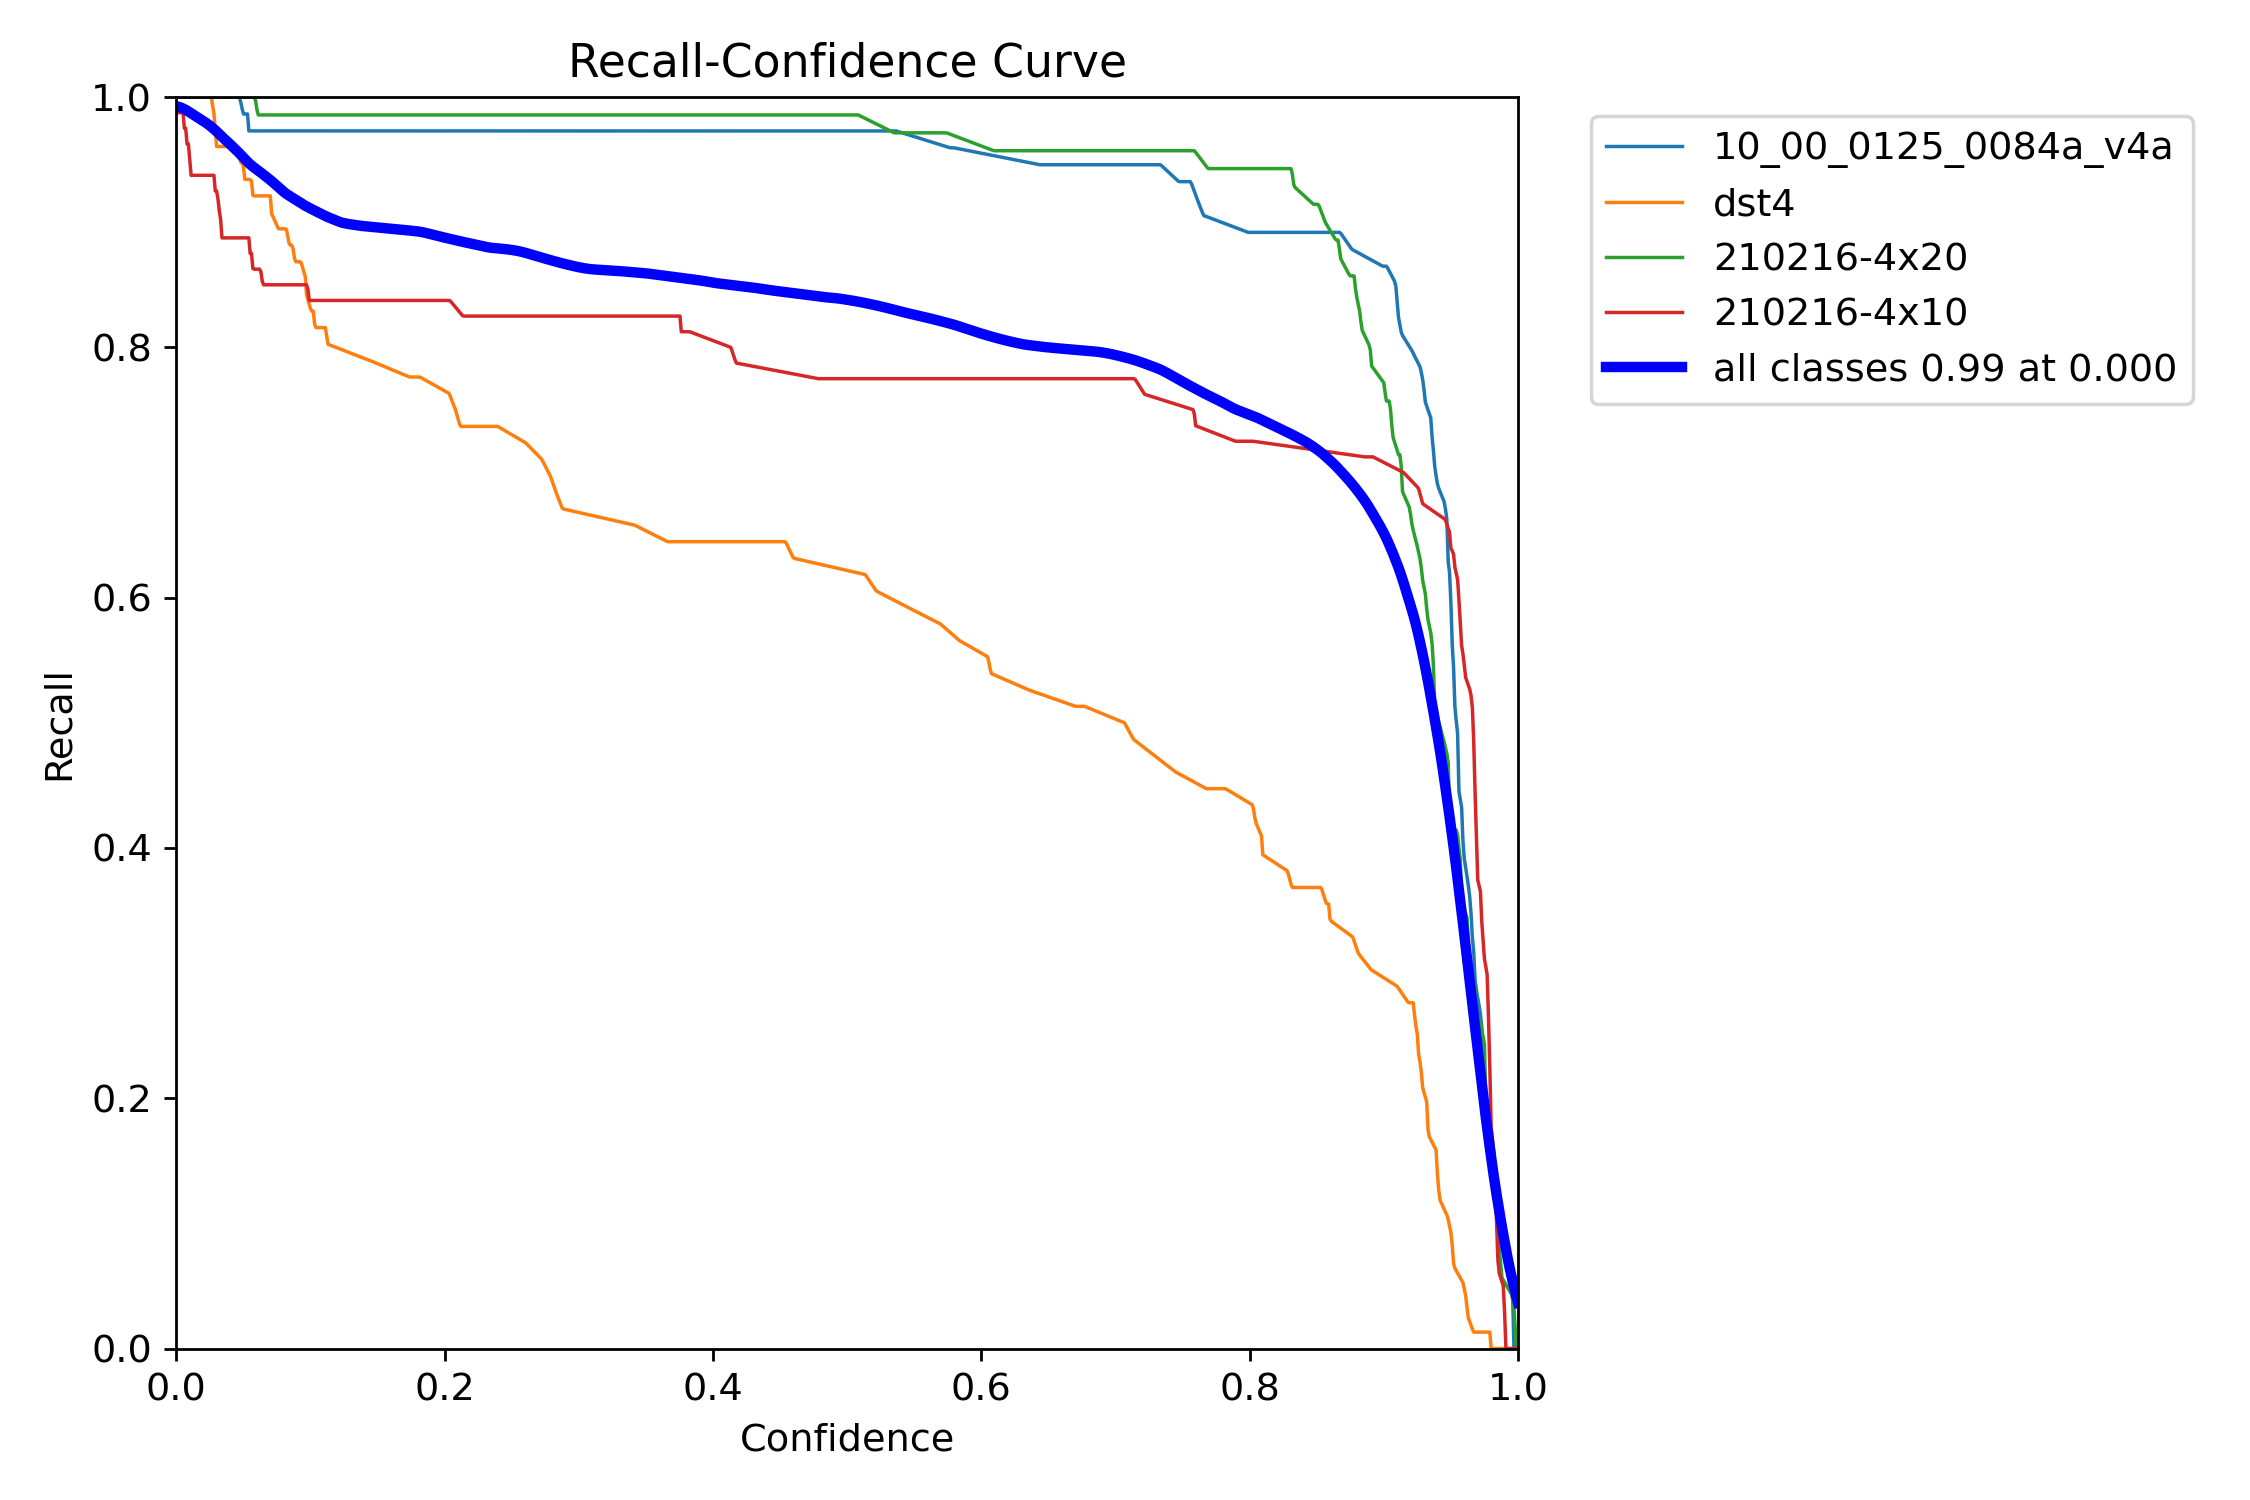 Recall-Confidence Curve
1.0
0.8
0.6
0.4
0.2
0.0
Recall
0.0 0.2 0.4 0.6 0.8 1.0
Confidence
10_00_0125_0084a_v4a
dst4
210216-4x20
210216-4x10
all classes 0.99 at 0.000